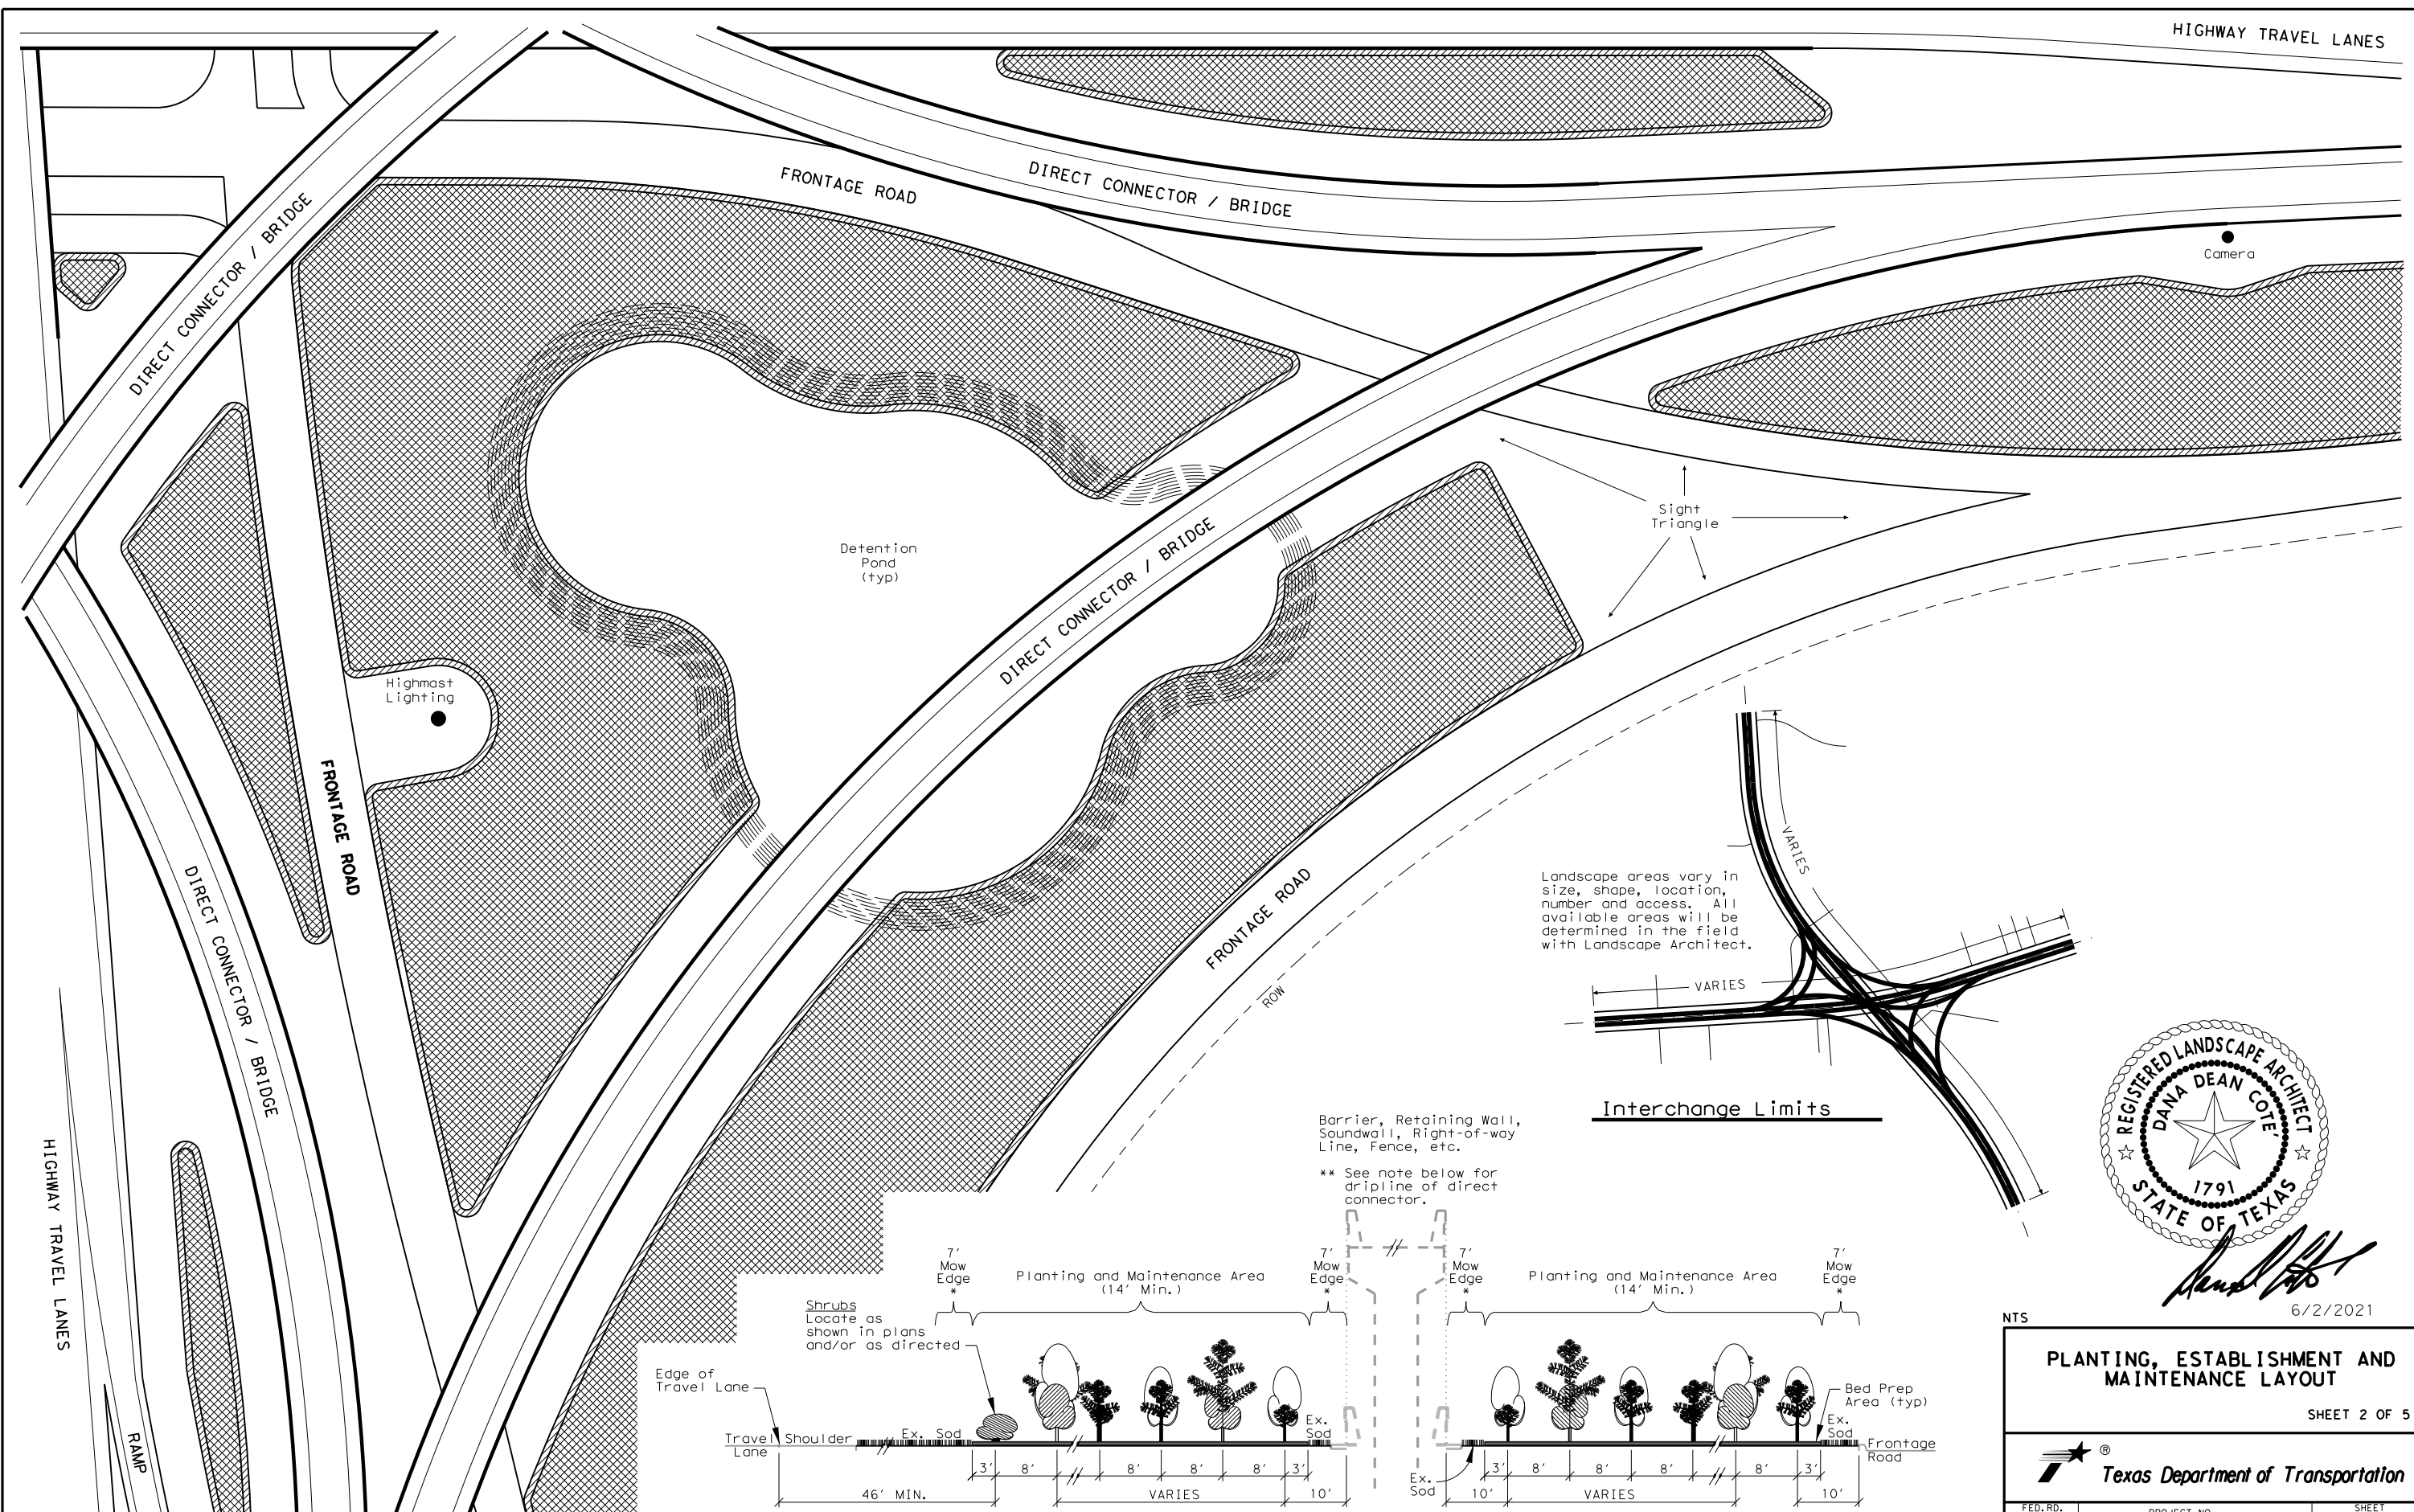 HIGHWAY TRAVEL LANES
FRONTAGE ROAD
DIRECT CONNECTOR / BRIDGE
DIRECT CONNECTOR / BRIDGE
Camera
Sight
Triangle
Detention
Pond
(typ)
DIRECT CONNECTOR / BRIDGE
Highmast
Lighting
FRONTAGE ROAD
DIRECT CONNECTOR / BRIDGE
FRONTAGE ROAD
ROW
HIGHWAY TRAVEL LANES
RAMP
VARIES
Landscape areas vary in
size, shape, location,
number and access. All
available areas will be
determined in the field
with Landscape Architect.
VARIES
Interchange Limits
REGISTERED LANDSCAPE ARCHITECT
DANA DEAN COTE'
1791
STATE OF TEXAS
6/2/2021
Barrier, Retaining Wall,
Soundwall, Right-of-way
Line, Fence, etc.
** See note below for
dripline of direct
connector.
7'
Mow
Edge
*
Planting and Maintenance Area
(14' Min.)
7'
Mow
Edge
*
7'
Mow
Edge
*
Planting and Maintenance Area
(14' Min.)
7'
Mow
Edge
*
Shrubs
Locate as
shown in plans
and/or as directed
Edge of
Travel Lane
Travel
Lane
Shoulder
Ex. Sod
Ex.
Sod
Ex.
Sod
Bed Prep
Area (typ)
Ex.
Sod
Frontage
Road
3' 8' 8' 8' 8' 3'
3' 8' 8' 8' 8' 3'
46' MIN. VARIES 10'
10' VARIES 10'
NTS
PLANTING, ESTABLISHMENT AND
MAINTENANCE LAYOUT
SHEET 2 OF 5
®
Texas Department of Transportation
FED.RD.
PROJECT NO
SHEET